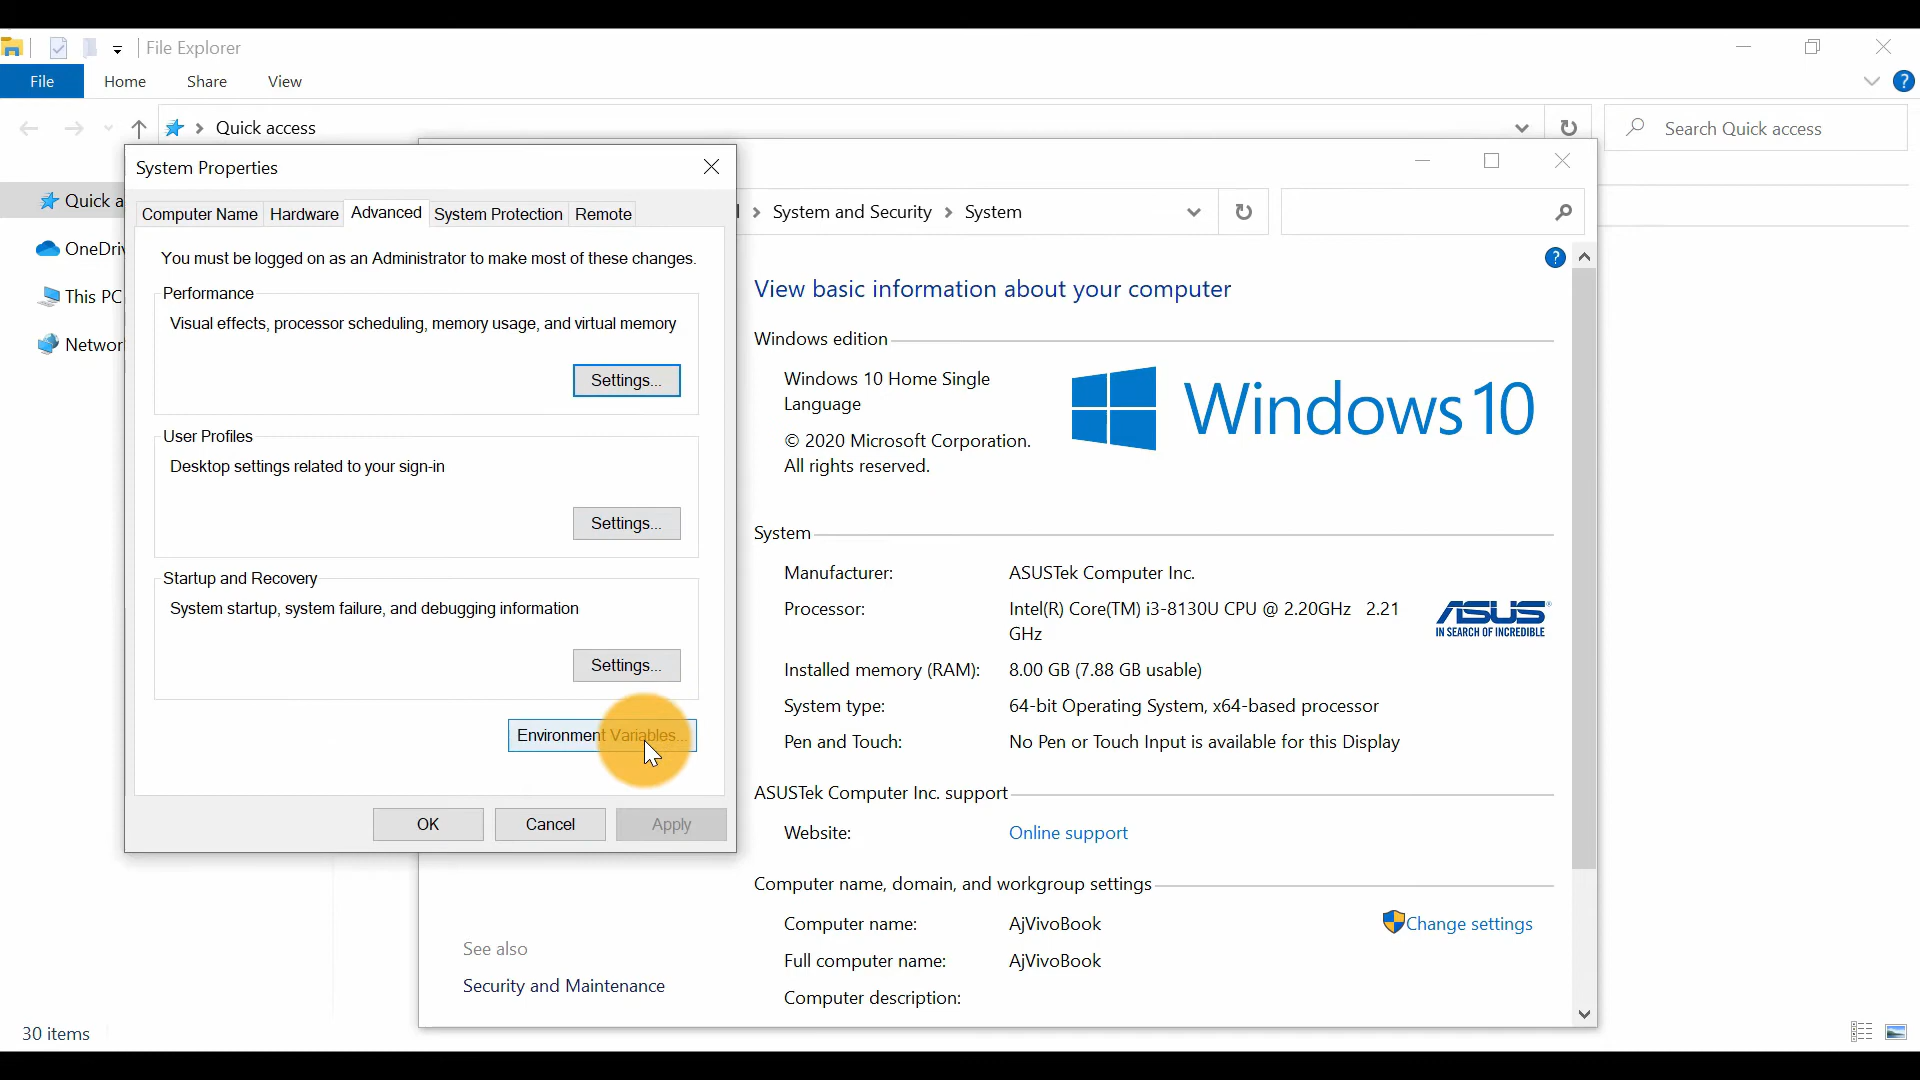 File Explorer
File Home Share View
Quick access
Search Quick access
System Properties
Quick a
OneDriv
This PC
Networ
Computer Name Hardware Advanced System Protection Remote
You must be logged on as an Administrator to make most of these changes.
Performance
Visual effects, processor scheduling, memory usage, and virtual memory
Settings...
User Profiles
Desktop settings related to your sign-in
Settings...
Startup and Recovery
System startup, system failure, and debugging information
Settings...
Environment Variables...
OK Cancel Apply
System and Security System
?
View basic information about your computer
Windows edition
Windows 10 Home Single
Language
© 2020 Microsoft Corporation.
All rights reserved.
Windows 10
System
Manufacturer: ASUSTek Computer Inc.
Processor: Intel(R) Core(TM) i3-8130U CPU @ 2.20GHz 2.21
GHz
ASUS
IN SEARCH OF INCREDIBLE
Installed memory (RAM): 8.00 GB (7.88 GB usable)
System type: 64-bit Operating System, x64-based processor
Pen and Touch: No Pen or Touch Input is available for this Display
ASUSTek Computer Inc. support
Website: Online support
Computer name, domain, and workgroup settings
Computer name: AjVivoBook
Change settings
Full computer name: AjVivoBook
Computer description:
See also
Security and Maintenance
30 items